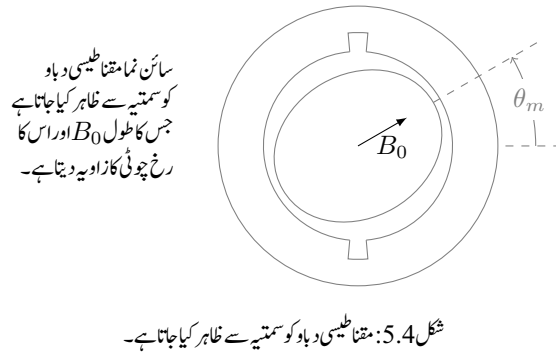 سائن نما مقناطیسی دباو
کو سمتیہ سے ظاہر کیا جاتا ہے
جس کا طول B₀ اور اس کا
رخ چوٹی کا زاویہ دیتا ہے۔
θₘ
B₀
شکل 5.4: مقناطیسی دباو کو سمتیہ سے ظاہر کیا جاتا ہے۔